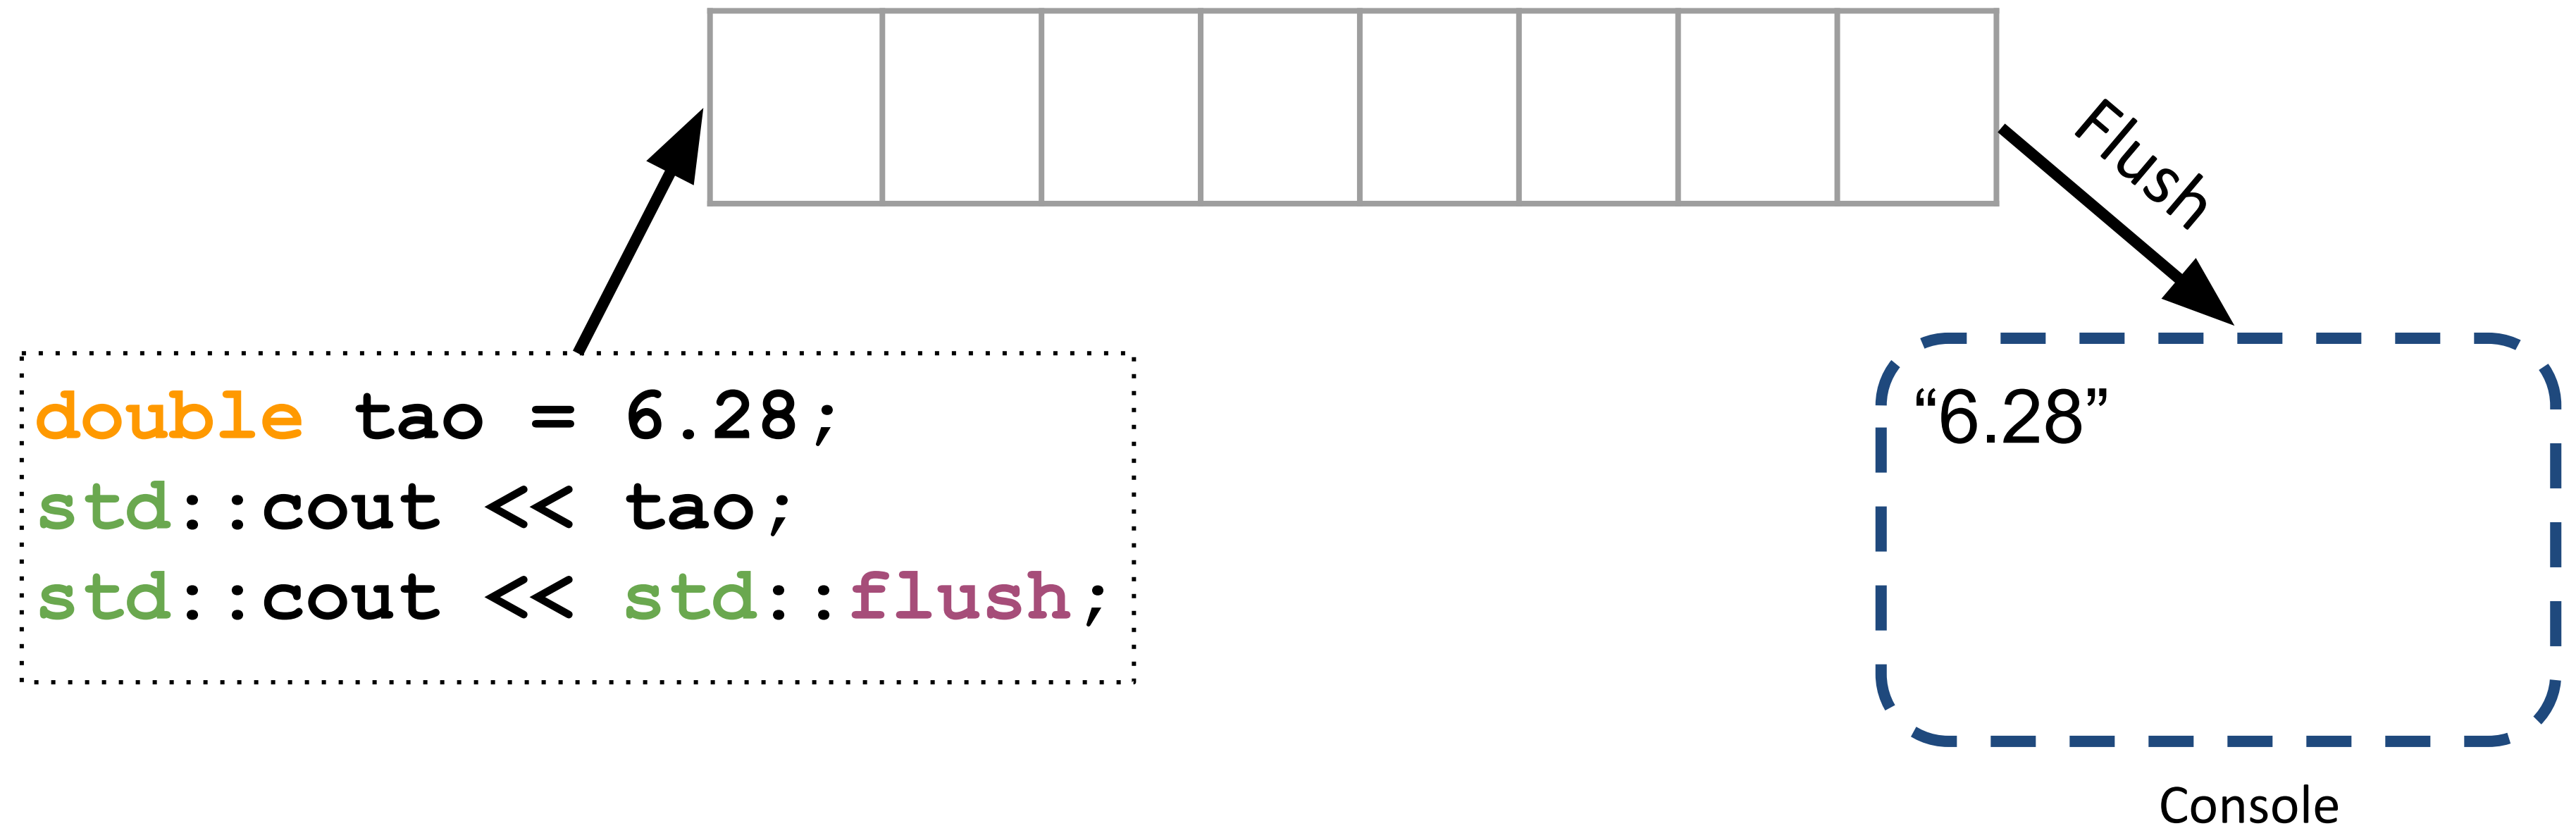 Flush
double tao = 6.28;
std::cout << tao;
std::cout << std::flush;
“6.28”
Console